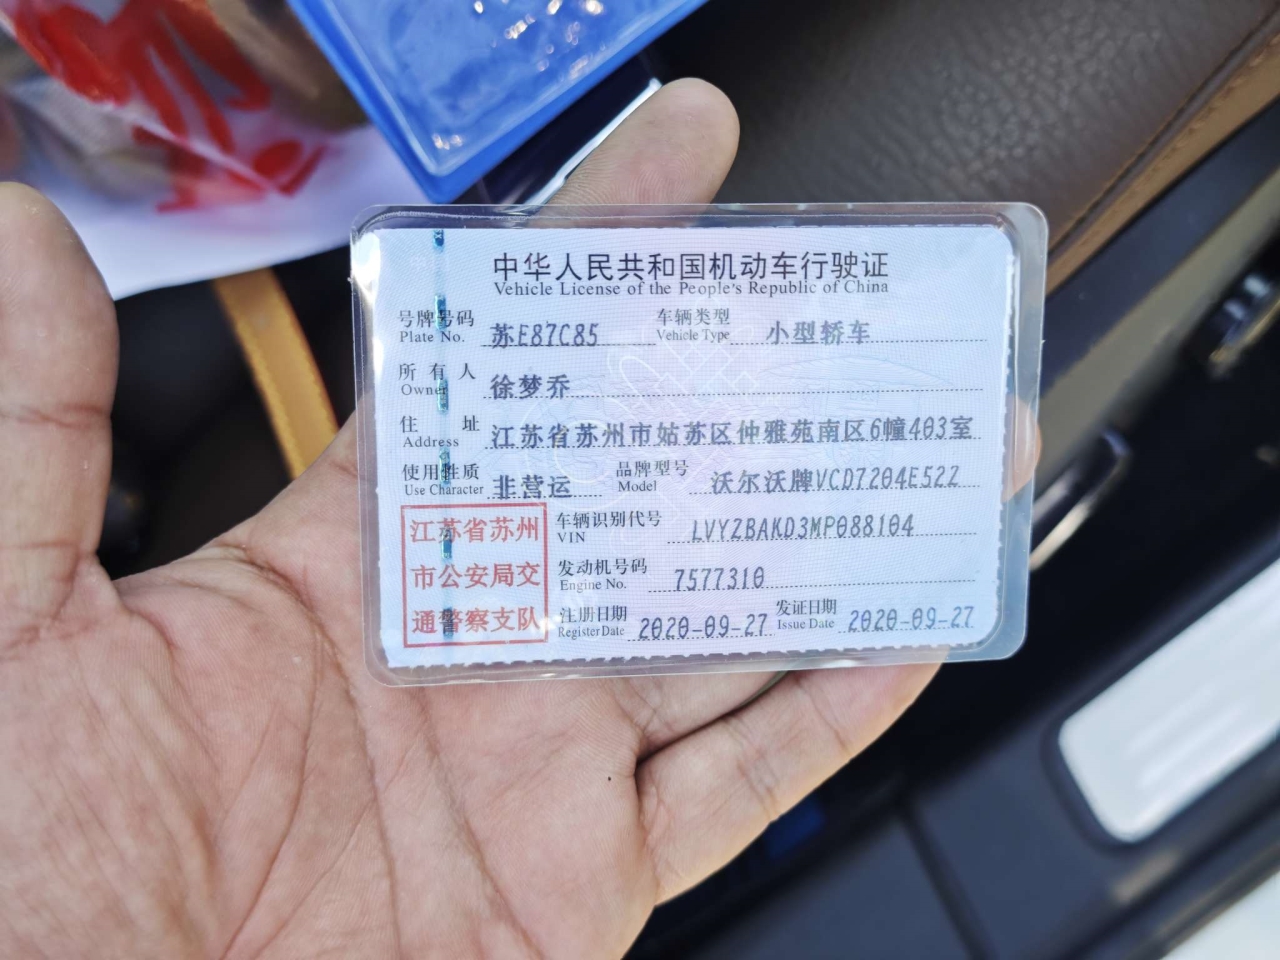 中华人民共和国机动车行驶证
Vehicle License of the People's Republic of China
号牌号码 苏E87C85 车辆类型 小型轿车
Plate No. Vehicle Type
所有人 徐梦乔
Owner
住址 江苏省苏州市姑苏区仲雅苑南区6幢403室
Address
使用性质 非营运 品牌型号 沃尔沃牌VCD7204E522
Use Character Model
江苏省苏州
市公安局交
通警察支队
车辆识别代号 LVYZBAKD3MP088104
VIN
发动机号码 7577310
Engine No.
注册日期 2020-09-27 发证日期 2020-09-27
Register Date Issue Date